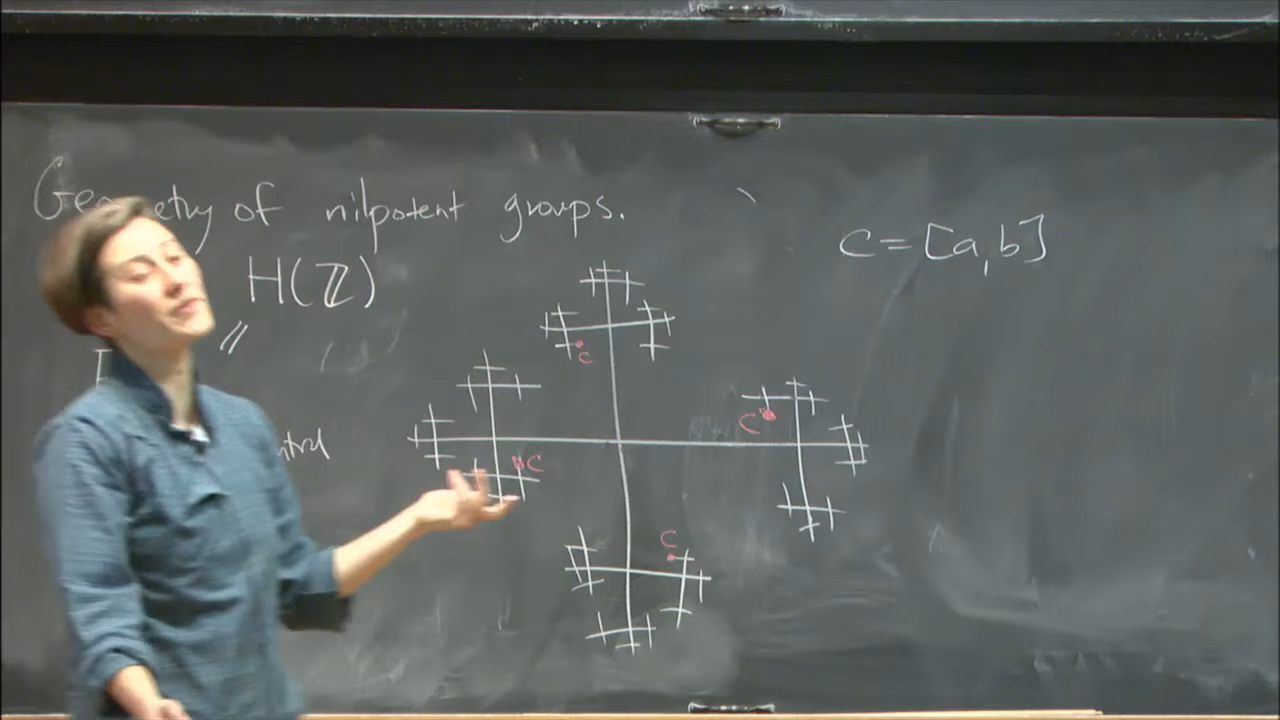 Geometry of nilpotent groups.
c = [a,b]
H(ℤ)
c
c
c
c